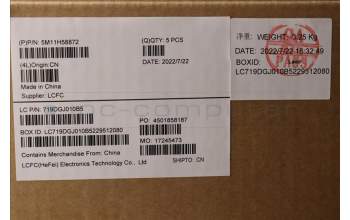 (P)P/N: 5M11H58872
(Q)QTY: 5 PCS
(4L)Origin:CN
DATE: 2022/7/22
Made in China
Supplier: LCFC
LC P/N: 719DGJ010B5
PO: 4501658187
BOX ID: LC719DGJ010B5229512080
MO: 17245473
Contains Merchandise From: China
LCFC(HeFei) Electronics Technology Co., Ltd
SHIPTO: CN
净重: WEIGHT: 0.25 Kg
DATE: 2022/7/22 16:32:49
BOXID:
LC719DGJ010B5229512080